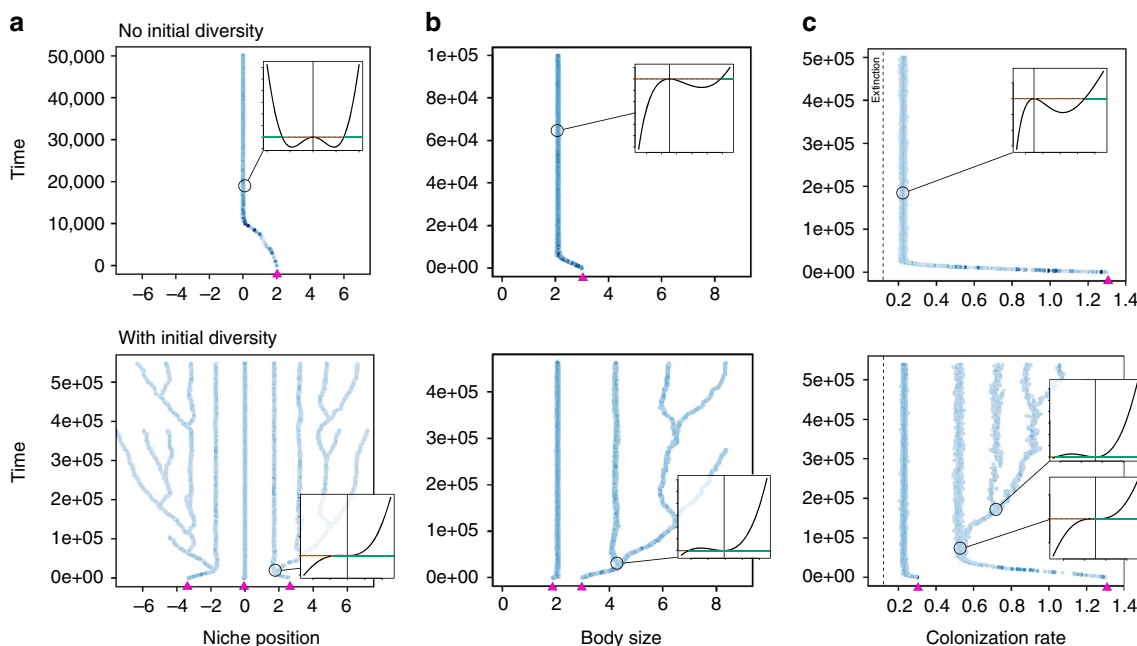 a
b
c
No initial diversity
50,000
40,000
30,000
20,000
10,000
0
Time
−6
−4
−2
0
2
4
6
1e+05
8e+04
6e+04
4e+04
2e+04
0e+00
0
2
4
6
8
Extinction
5e+05
4e+05
3e+05
2e+05
1e+05
0e+00
0.2
0.4
0.6
0.8
1.0
1.2
1.4
With initial diversity
5e+05
4e+05
3e+05
2e+05
1e+05
0e+00
Time
−6
−4
−2
0
2
4
6
Niche position
4e+05
3e+05
2e+05
1e+05
0e+00
0
2
4
6
8
Body size
5e+05
4e+05
3e+05
2e+05
1e+05
0e+00
0.2
0.4
0.6
0.8
1.0
1.2
1.4
Colonization rate